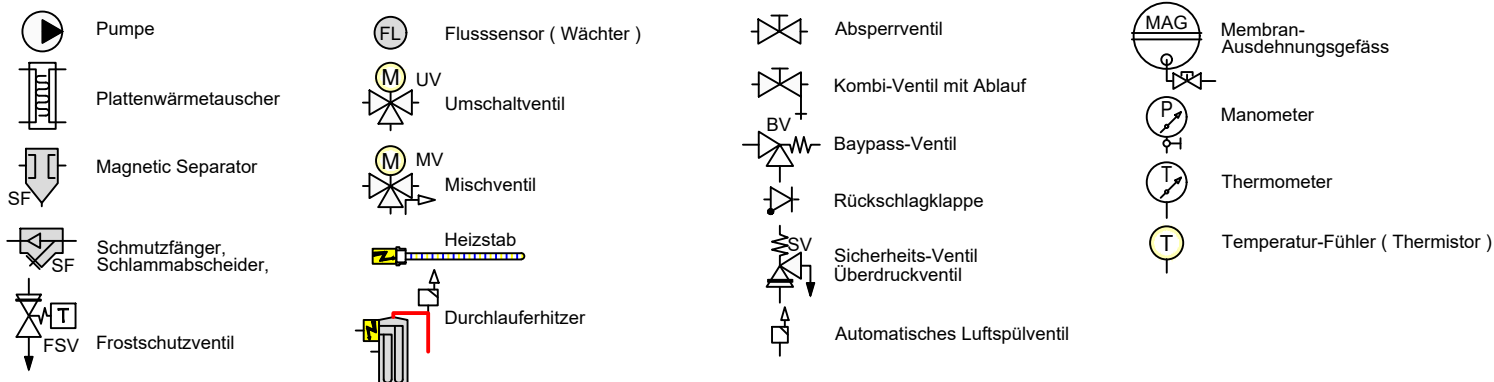 Pumpe
Plattenwärmetauscher
Magnetic Separator
SF
Schmutzfänger,
Schlammabscheider,
SF
T
FSV
Frostschutzventil
FL
Flusssensor ( Wächter )
M
UV
Umschaltventil
M
MV
Mischventil
Heizstab
Durchlauferhitzer
Absperrventil
Kombi-Ventil mit Ablauf
BV
Baypass-Ventil
Rückschlagklappe
SV
Sicherheits-Ventil
Überdruckventil
Automatisches Luftspülventil
MAG
Membran-
Ausdehnungsgefäss
P
Manometer
T
Thermometer
T
Temperatur-Fühler ( Thermistor )